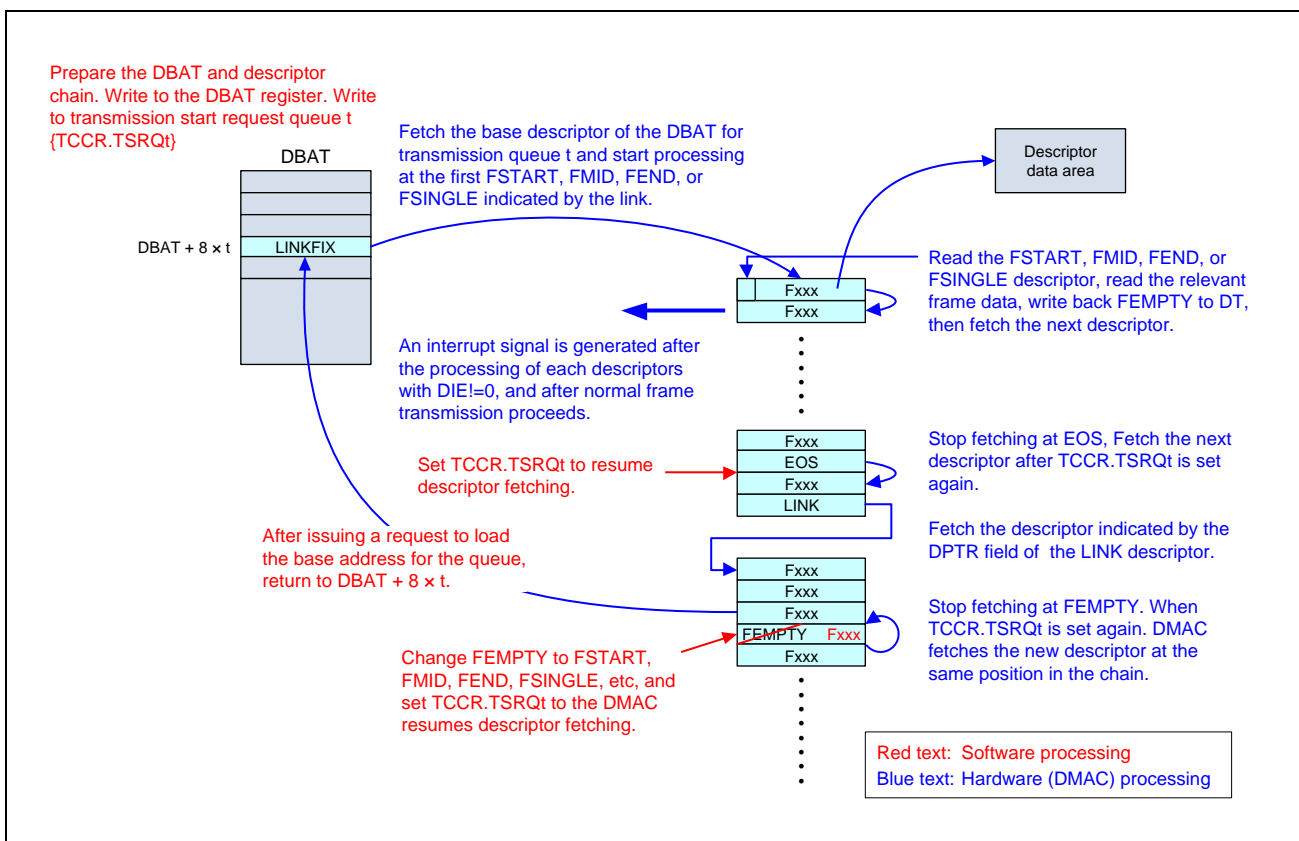 Prepare the DBAT and descriptor
chain. Write to the DBAT register. Write
to transmission start request queue t
{TCCR.TSRQt}
DBAT
DBAT + 8 × t
LINKFIX
Fetch the base descriptor of the DBAT for
transmission queue t and start processing
at the first FSTART, FMID, FEND, or
FSINGLE indicated by the link.
Descriptor
data area
Read the FSTART, FMID, FEND, or
FSINGLE descriptor, read the relevant
frame data, write back FEMPTY to DT,
then fetch the next descriptor.
Fxxx
Fxxx
An interrupt signal is generated after
the processing of each descriptors
with DIE!=0, and after normal frame
transmission proceeds.
Fxxx
EOS
Fxxx
LINK
Set TCCR.TSRQt to resume
descriptor fetching.
Stop fetching at EOS, Fetch the next
descriptor after TCCR.TSRQt is set
again.
Fetch the descriptor indicated by the
DPTR field of the LINK descriptor.
After issuing a request to load
the base address for the queue,
return to DBAT + 8 × t.
Fxxx
Fxxx
Fxxx
FEMPTY Fxxx
Fxxx
Stop fetching at FEMPTY. When
TCCR.TSRQt is set again. DMAC
fetches the new descriptor at the
same position in the chain.
Change FEMPTY to FSTART,
FMID, FEND, FSINGLE, etc, and
set TCCR.TSRQt to the DMAC
resumes descriptor fetching.
Red text: Software processing
Blue text: Hardware (DMAC) processing